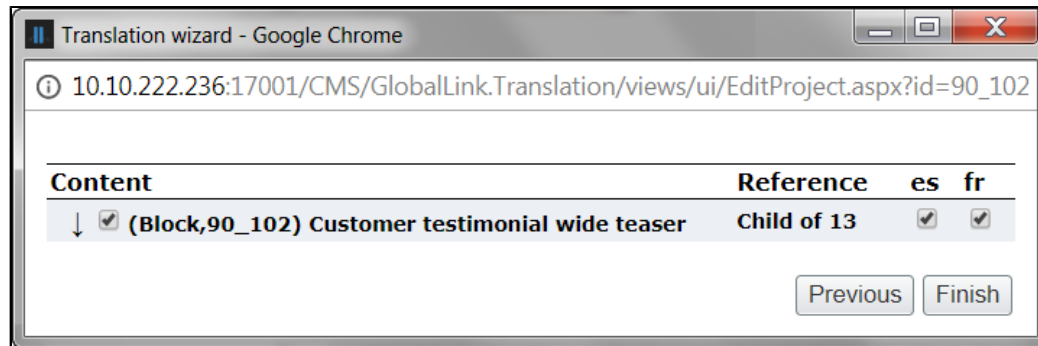 Translation wizard - Google Chrome
10.10.222.236:17001/CMS/GlobalLink.Translation/views/ui/EditProject.aspx?id=90_102
Content Reference es fr
↓ (Block,90_102) Customer testimonial wide teaser Child of 13
Previous Finish